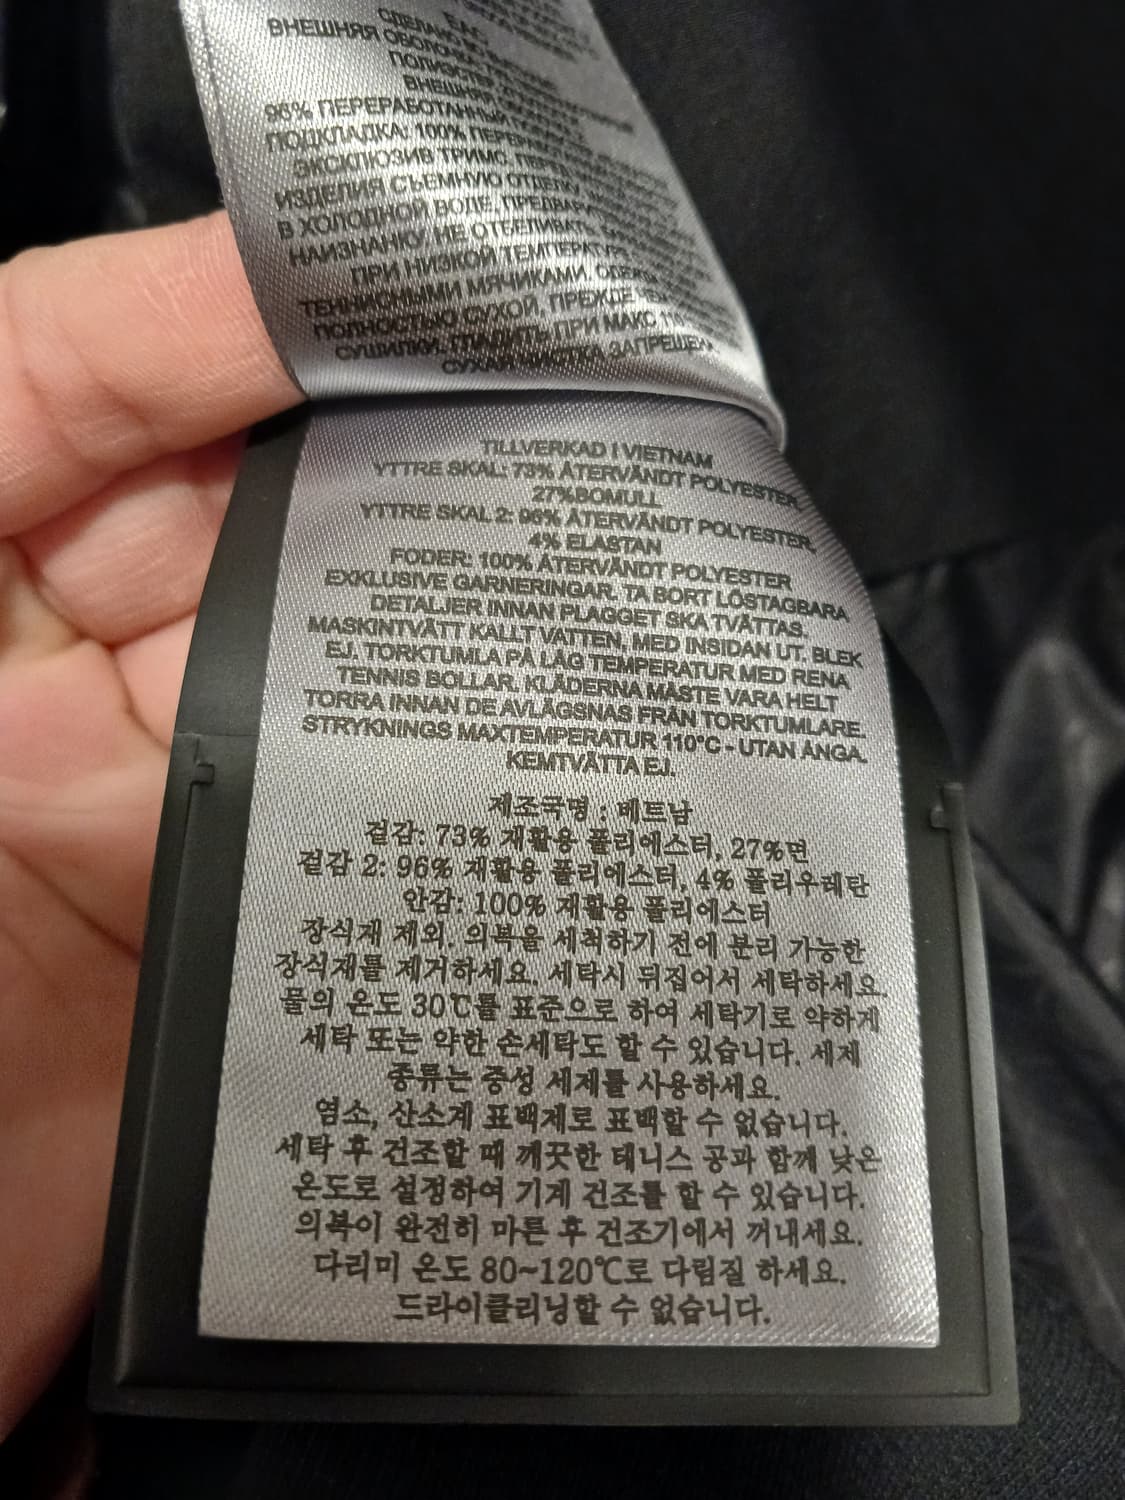 СДЕЛАНО
ВНЕШНЯЯ ОБОЛОЧКА
ПОЛИЭСТЕР
ВНЕШНЯЯ
96% ПЕРЕРАБОТАННЫЙ
ПОДКЛАДКА: 100%
ЭКСКЛЮЗИВ ТРИМС.
ИЗДЕЛИЯ СЪЕМНУЮ ОТДЕЛКУ
В ХОЛОДНОЙ ВОДЕ,
НАИЗНАНКУ. НЕ ОТБЕЛИВАТЬ.
ПРИ НИЗКОЙ
ТЕННИСНЫМИ МЯЧИКАМИ.
ПОЛНОСТЬЮ СУХОЙ, ПРЕЖДЕ
СУШИЛКИ. ГЛАДИТЬ ПРИ МАКС.
СУХАЯ ЧИСТКА
TILLVERKAD I VIETNAM
YTTRE SKAL: 73% ÅTERVÄNDT POLYESTER,
27%BOMULL
YTTRE SKAL 2: 96% ÅTERVÄNDT POLYESTER,
4% ELASTAN
FODER: 100% ÅTERVÄNDT POLYESTER
EXKLUSIVE GARNERINGAR. TA BORT LÖSTAGBARA
DETALJER INNAN PLAGGET SKA TVÄTTAS.
MASKINTVÄTT KALLT VATTEN, MED INSIDAN UT. BLEK
EJ. TORKTUMLA PÅ LÅG TEMPERATUR MED RENA
TENNIS BOLLAR. KLÄDERNA MÅSTE VARA HELT
TORRA INNAN DE AVLÄGSNAS FRÅN TORKTUMLARE.
STRYKNINGS MAXTEMPERATUR 110°C - UTAN ÅNGA.
KEMTVÄTTA EJ.
제조국명 : 베트남
겉감: 73% 재활용 폴리에스터, 27%면
겉감 2: 96% 재활용 폴리에스터, 4% 폴리우레탄
안감: 100% 재활용 폴리에스터
장식재 제외. 의복을 세척하기 전에 분리 가능한
장식재를 제거하세요. 세탁시 뒤집어서 세탁하세요.
물의 온도 30℃를 표준으로 하여 세탁기로 약하게
세탁 또는 약한 손세탁도 할 수 있습니다. 세제
종류는 중성 세제를 사용하세요.
염소, 산소계 표백제로 표백할 수 없습니다.
세탁 후 건조할 때 깨끗한 테니스 공과 함께 낮은
온도로 설정하여 기계 건조를 할 수 있습니다.
의복이 완전히 마른 후 건조기에서 꺼내세요.
다리미 온도 80~120℃로 다림질 하세요.
드라이클리닝할 수 없습니다.